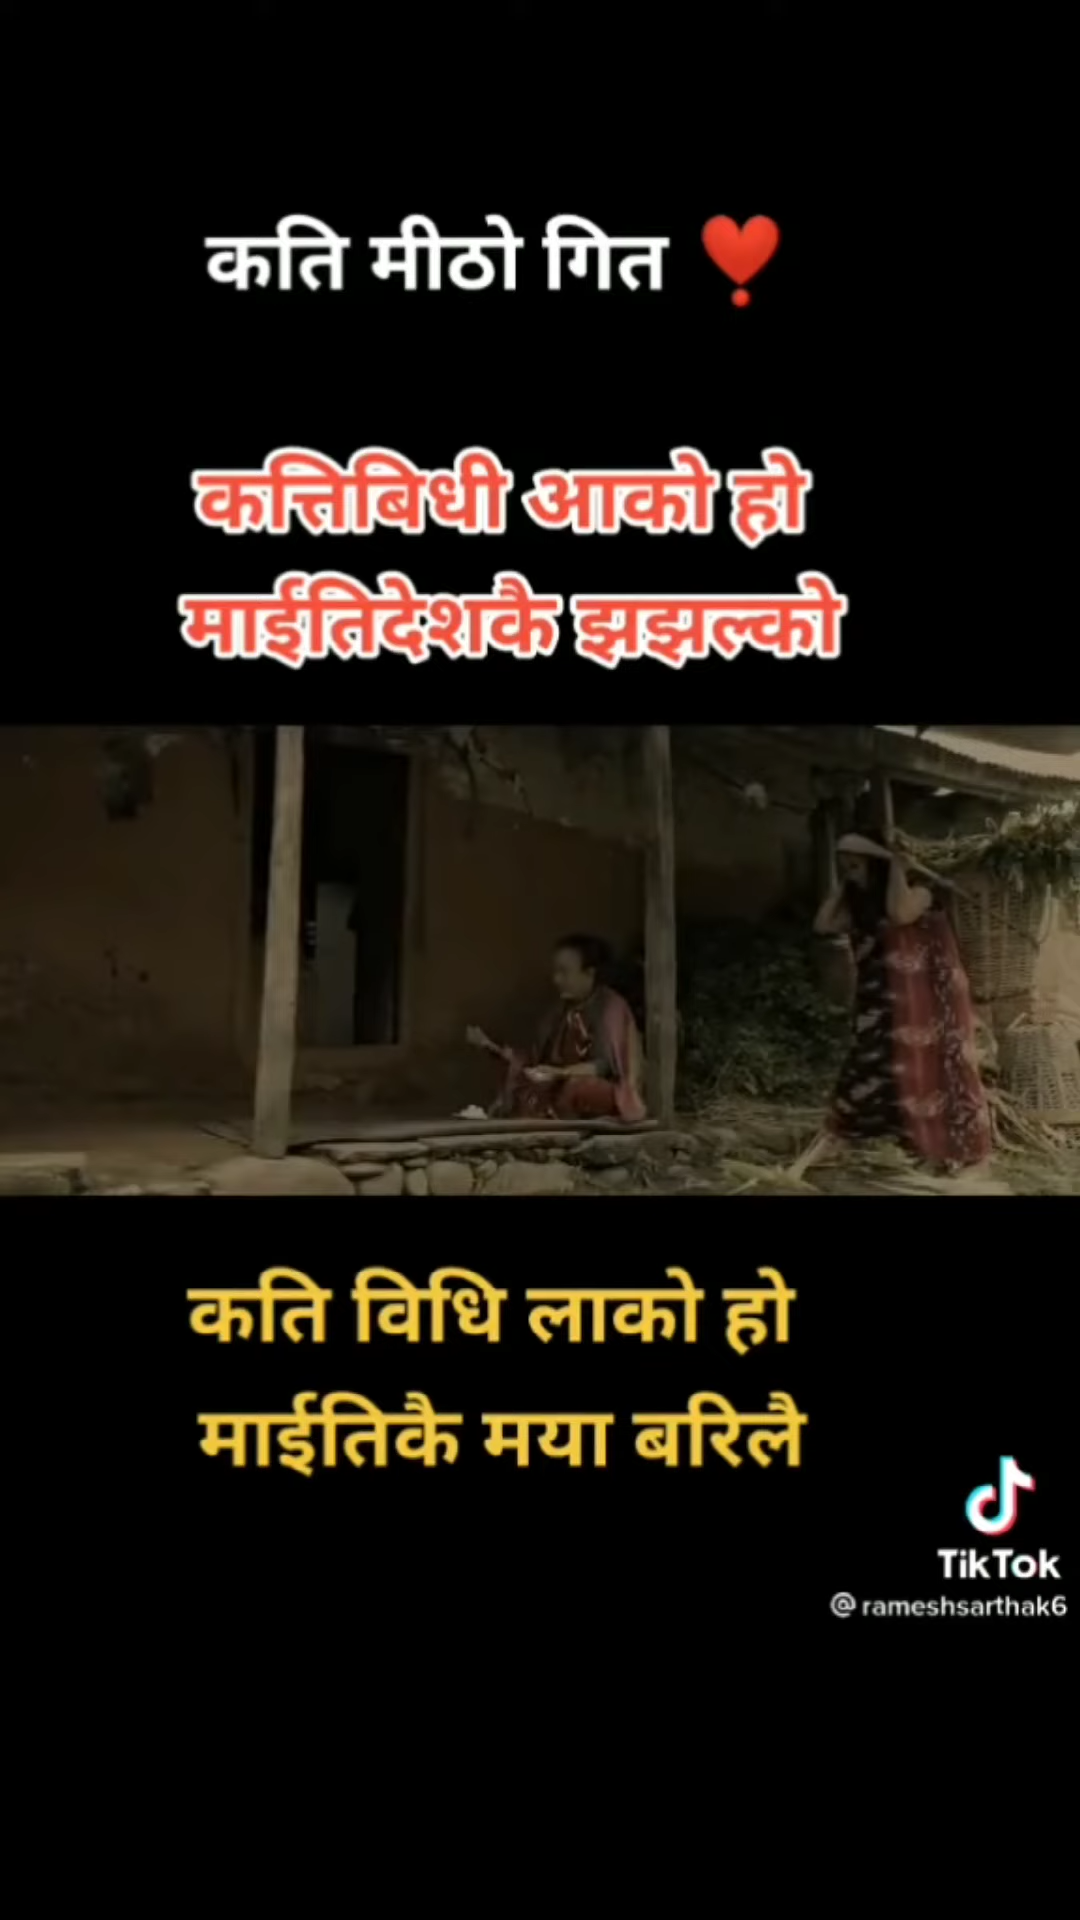 कति मीठो गित ❣
कत्तिबिधी आको हो
माईतिदेशकै झझल्को
कति विधि लाको हो
माईतिकै मया बरिलै
TikTok
@rameshsarthak6